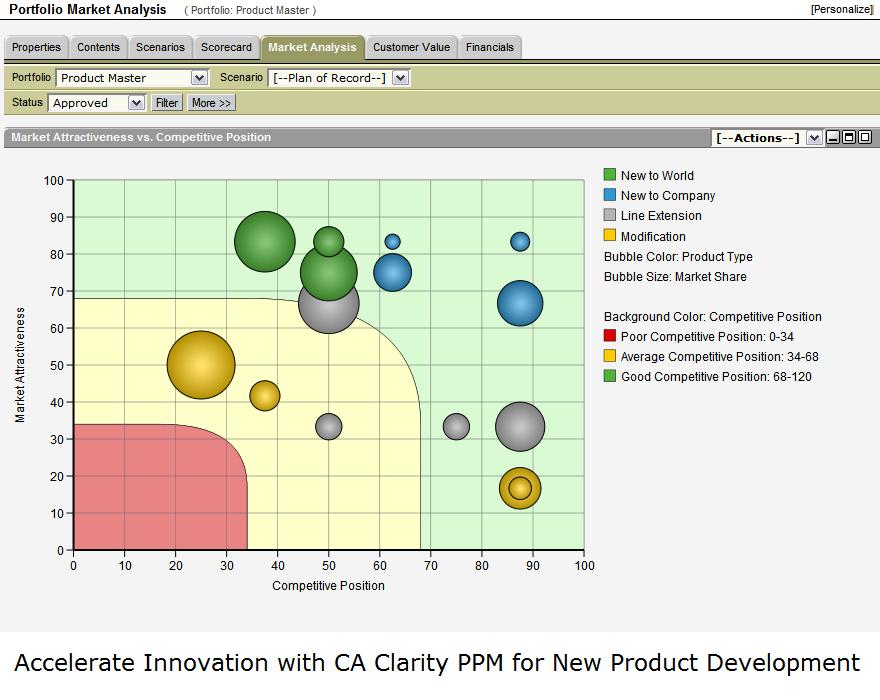 Portfolio Market Analysis ( Portfolio: Product Master ) [Personalize]
Properties Contents Scenarios Scorecard Market Analysis Customer Value Financials
Portfolio Product Master Scenario [--Plan of Record--]
Status Approved Filter More >>
Market Attractiveness vs. Competitive Position [--Actions--]
Market Attractiveness
100
90
80
70
60
50
40
30
20
10
0
0 10 20 30 40 50 60 70 80 90 100
Competitive Position
New to World
New to Company
Line Extension
Modification
Bubble Color: Product Type
Bubble Size: Market Share
Background Color: Competitive Position
Poor Competitive Position: 0-34
Average Competitive Position: 34-68
Good Competitive Position: 68-120
Accelerate Innovation with CA Clarity PPM for New Product Development